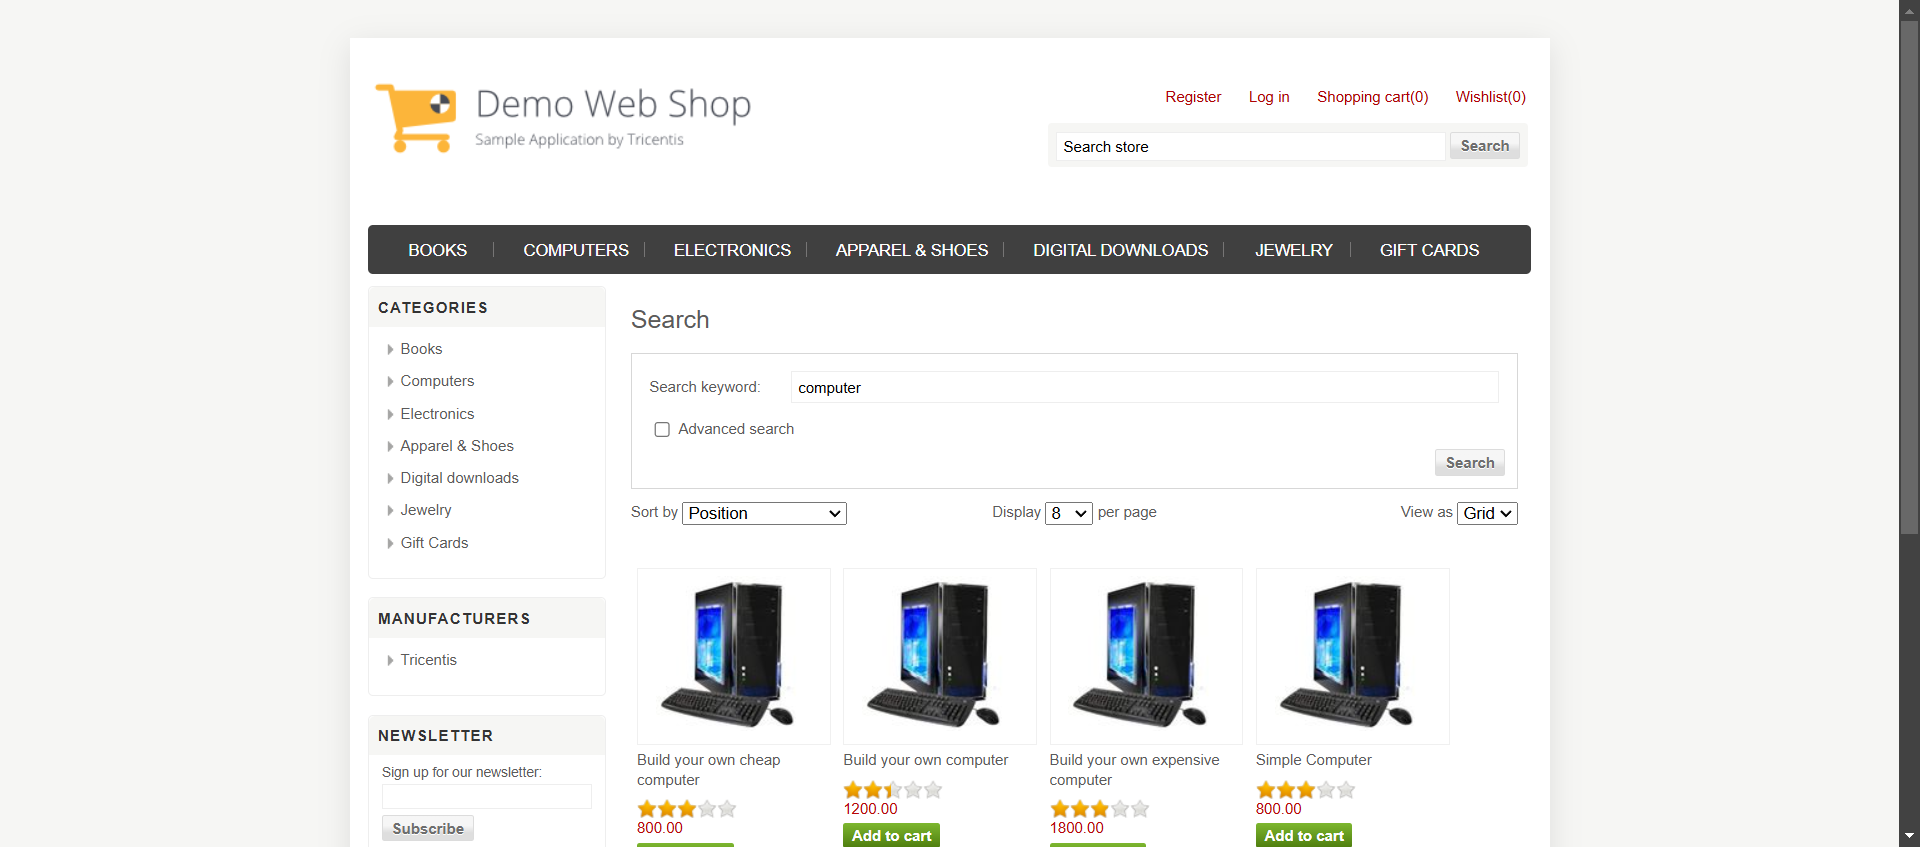 Demo Web Shop
Sample Application by Tricentis
Register Log in Shopping cart(0) Wishlist(0)
Search store Search
BOOKS COMPUTERS ELECTRONICS APPAREL & SHOES DIGITAL DOWNLOADS JEWELRY GIFT CARDS
CATEGORIES
Books
Computers
Electronics
Apparel & Shoes
Digital downloads
Jewelry
Gift Cards
MANUFACTURERS
Tricentis
NEWSLETTER
Sign up for our newsletter:
Subscribe
Search
Search keyword: computer
Advanced search
Search
Sort by Position Display 8 per page View as Grid
Build your own cheap
computer
800.00
Build your own computer
1200.00
Add to cart
Build your own expensive
computer
1800.00
Simple Computer
800.00
Add to cart